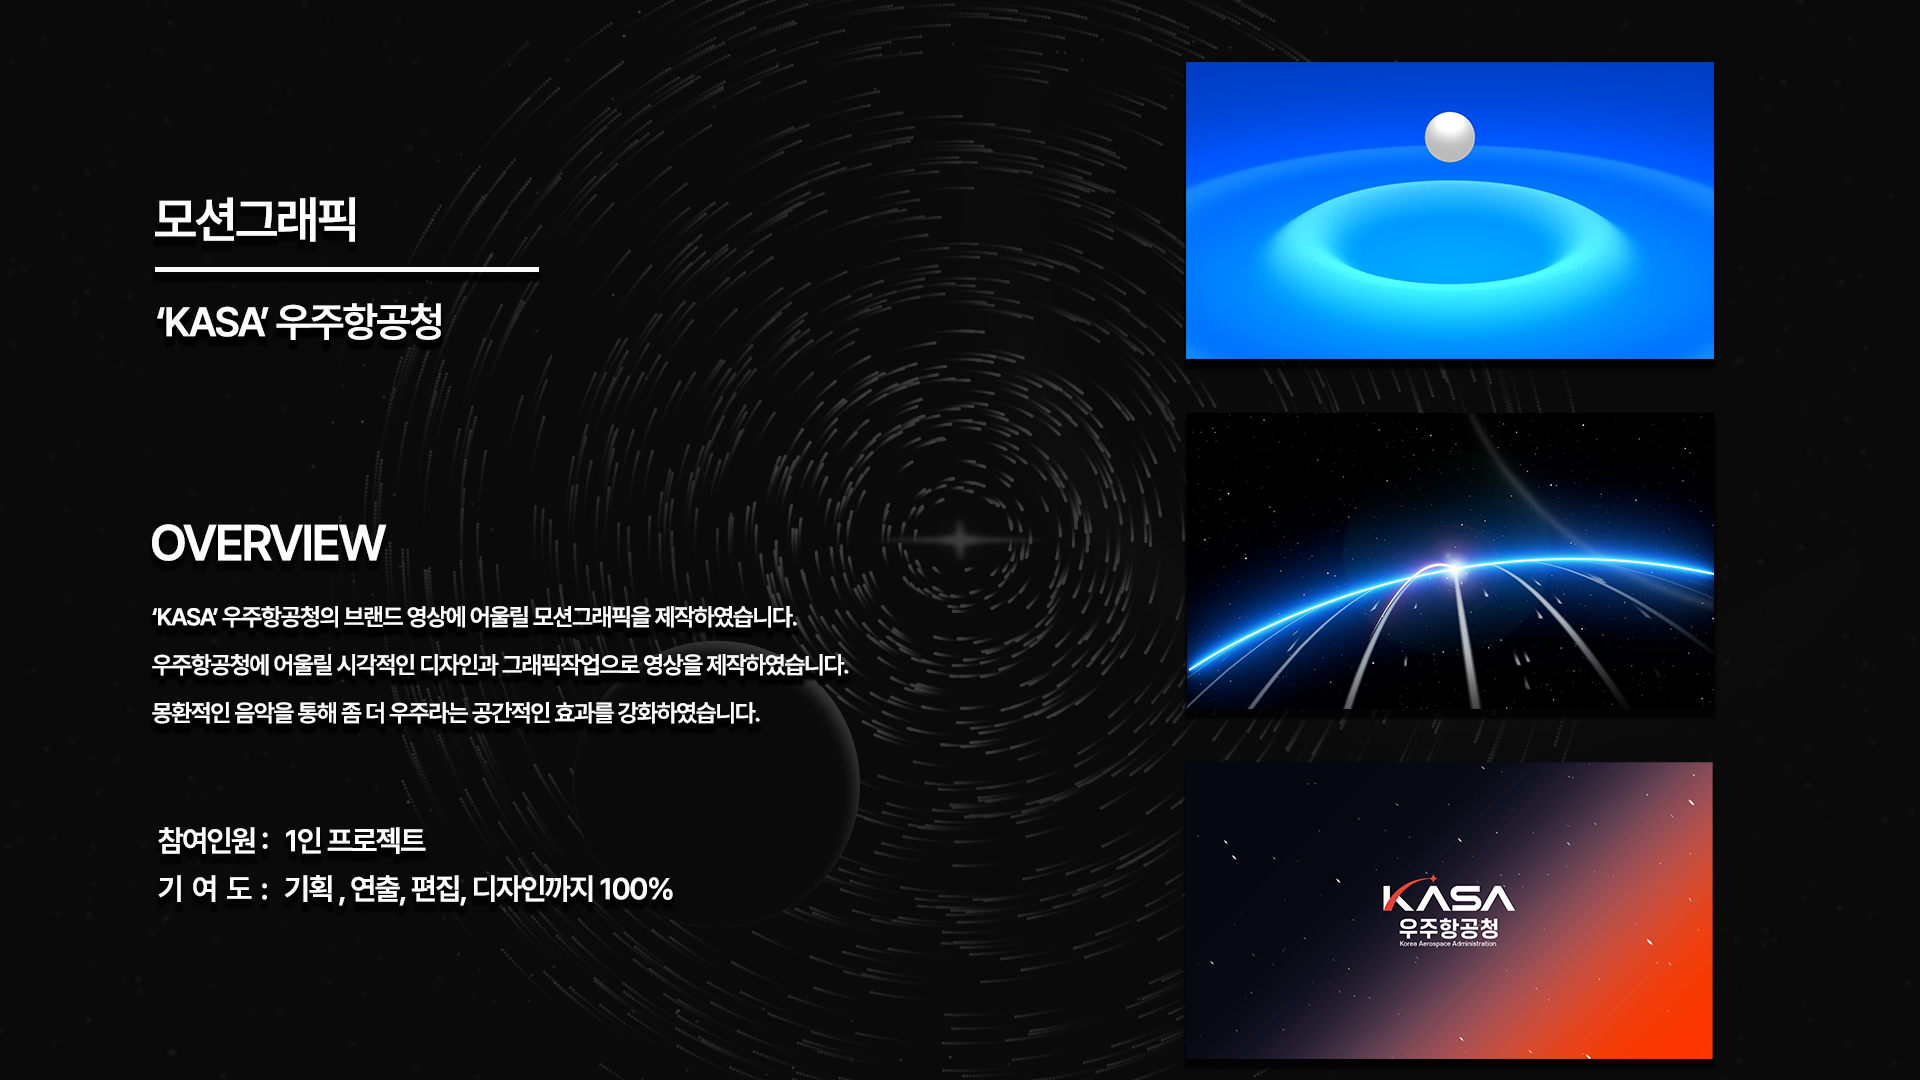 모션그래픽
‘KASA’ 우주항공청
OVERVIEW
‘KASA’ 우주항공청의 브랜드 영상에 어울릴 모션그래픽을 제작하였습니다.
우주항공청에 어울릴 시각적인 디자인과 그래픽작업으로 영상을 제작하였습니다.
몽환적인 음악을 통해 좀 더 우주라는 공간적인 효과를 강화하였습니다.
참여인원 : 1인 프로젝트
기 여 도 : 기획 , 연출, 편집, 디자인까지 100%
KASA
우주항공청
Korea Aerospace Administration